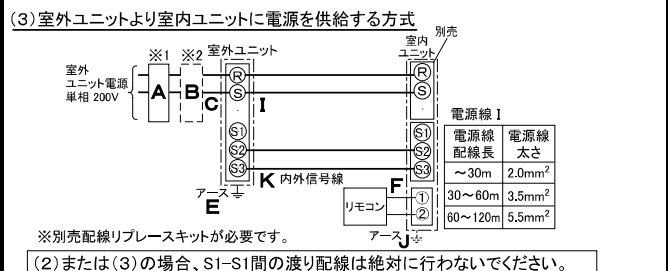 (3)室外ユニットより室内ユニットに電源を供給する方式
※1 ※2 室外ユニット
室内ユニット
別売
室外
ユニット電源
単相 200V
A
B
C
R
S
I
R
S
S1
S2
S3
S1
S2
S3
K 内外信号線
アース
E
F
リモコン
1
2
アース J
電源線 I
電源線配線長 電源線太さ
～30m 2.0mm²
30～60m 3.5mm²
60～120m 5.5mm²
※別売配線リプレースキットが必要です。
(2)または(3)の場合、S1-S1間の渡り配線は絶対に行わないでください。